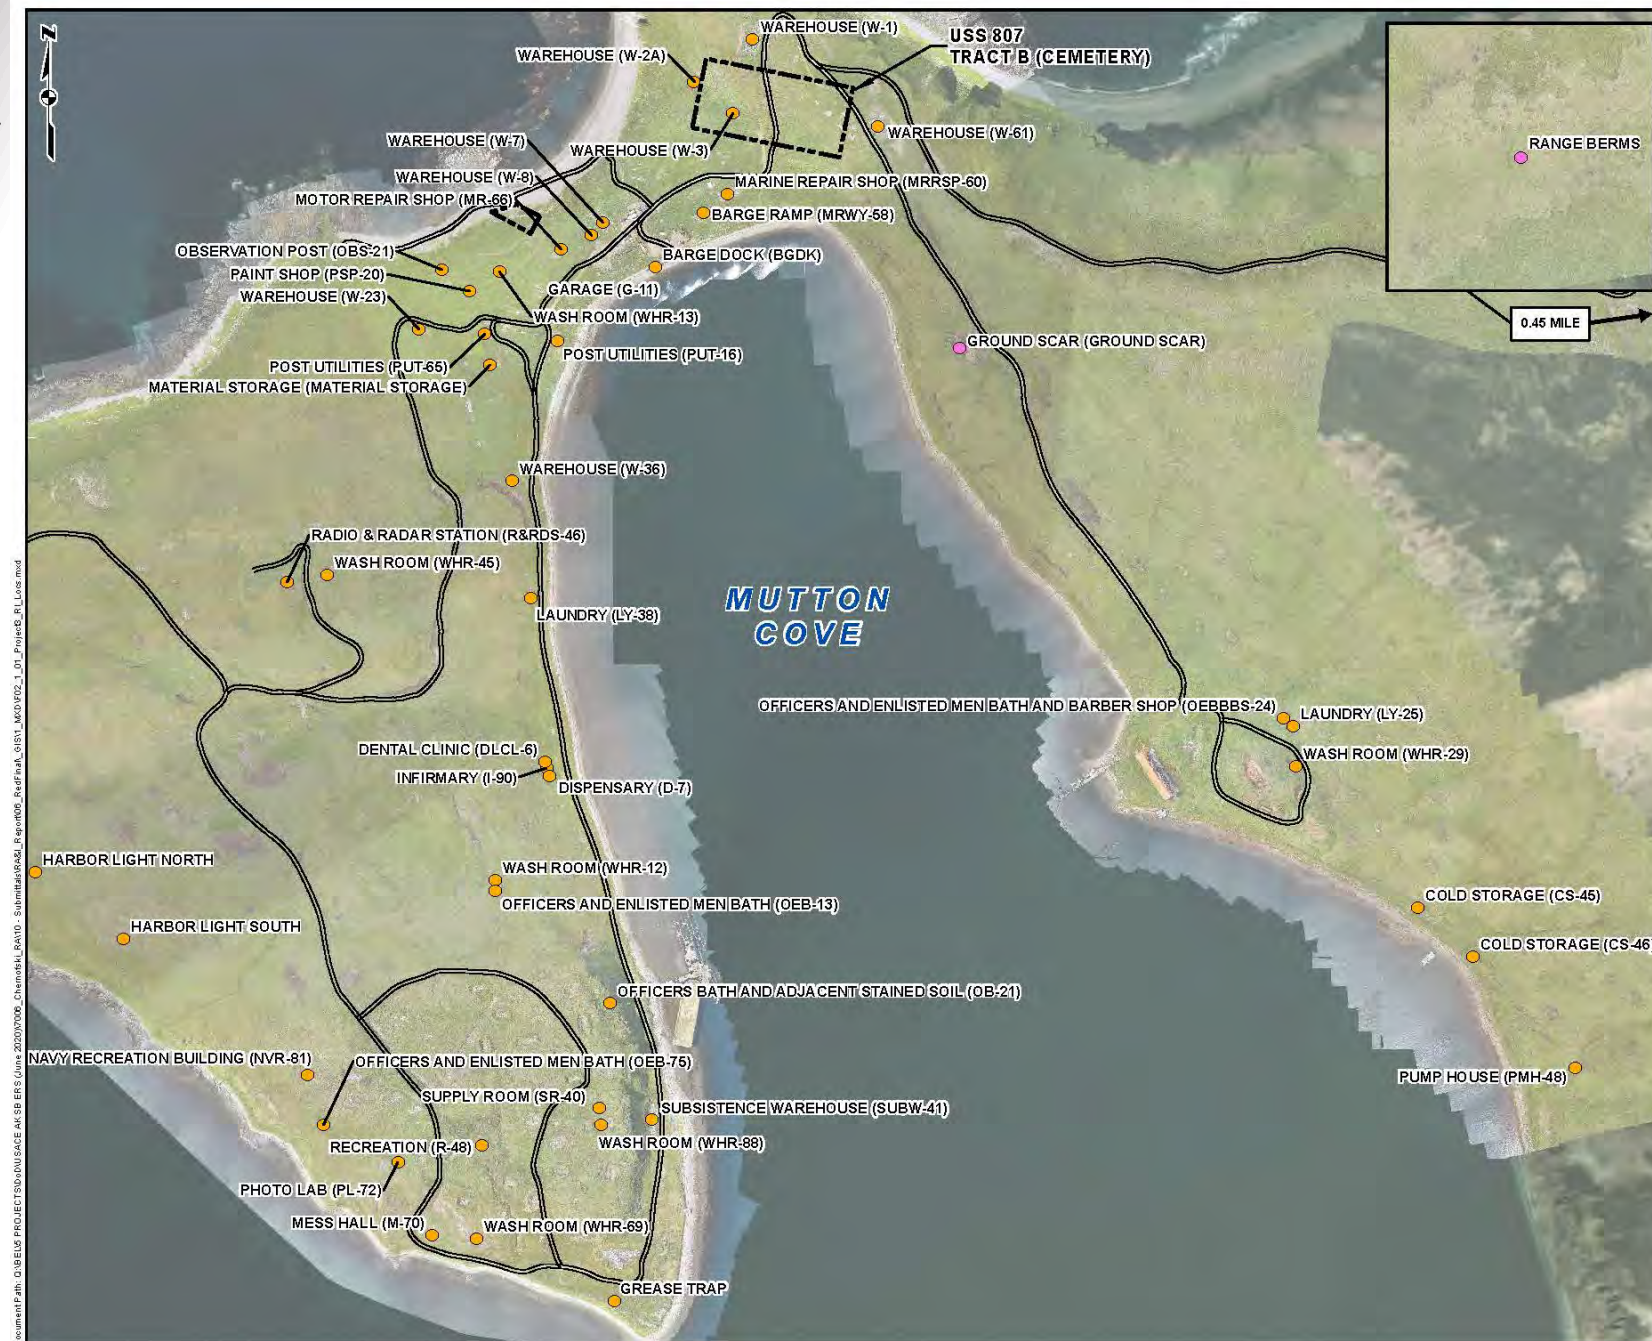 N
WAREHOUSE (W-1)
USS 807
TRACT B (CEMETERY)
WAREHOUSE (W-2A)
WAREHOUSE (W-61)
WAREHOUSE (W-7)
WAREHOUSE (W-3)
RANGE BERMS
WAREHOUSE (W-8)
MARINE REPAIR SHOP (MRRSP-60)
MOTOR REPAIR SHOP (MR-66)
BARGE RAMP (MRWY-58)
OBSERVATION POST (OBS-21)
BARGE DOCK (BGDK)
PAINT SHOP (PSP-20)
GARAGE (G-11)
WAREHOUSE (W-23)
WASH ROOM (WHR-13)
0.45 MILE
GROUND SCAR (GROUND SCAR)
POST UTILITIES (PUT-16)
POST UTILITIES (PUT-65)
MATERIAL STORAGE (MATERIAL STORAGE)
WAREHOUSE (W-36)
RADIO & RADAR STATION (R&RDS-46)
WASH ROOM (WHR-45)
MUTTON
COVE
LAUNDRY (LY-38)
OFFICERS AND ENLISTED MEN BATH AND BARBER SHOP (OEBBBS-24)
LAUNDRY (LY-25)
DENTAL CLINIC (DLCL-6)
WASH ROOM (WHR-29)
INFIRMARY (I-90)
DISPENSARY (D-7)
HARBOR LIGHT NORTH
WASH ROOM (WHR-12)
COLD STORAGE (CS-45)
OFFICERS AND ENLISTED MEN BATH (OEB-13)
HARBOR LIGHT SOUTH
COLD STORAGE (CS-46
OFFICERS BATH AND ADJACENT STAINED SOIL (OB-21)
NAVY RECREATION BUILDING (NVR-81)
OFFICERS AND ENLISTED MEN BATH (OEB-75)
PUMP HOUSE (PMH-48)
SUPPLY ROOM (SR-40)
SUBSISTENCE WAREHOUSE (SUBW-41)
RECREATION (R-48)
WASH ROOM (WHR-88)
PHOTO LAB (PL-72)
MESS HALL (M-70)
WASH ROOM (WHR-69)
GREASE TRAP